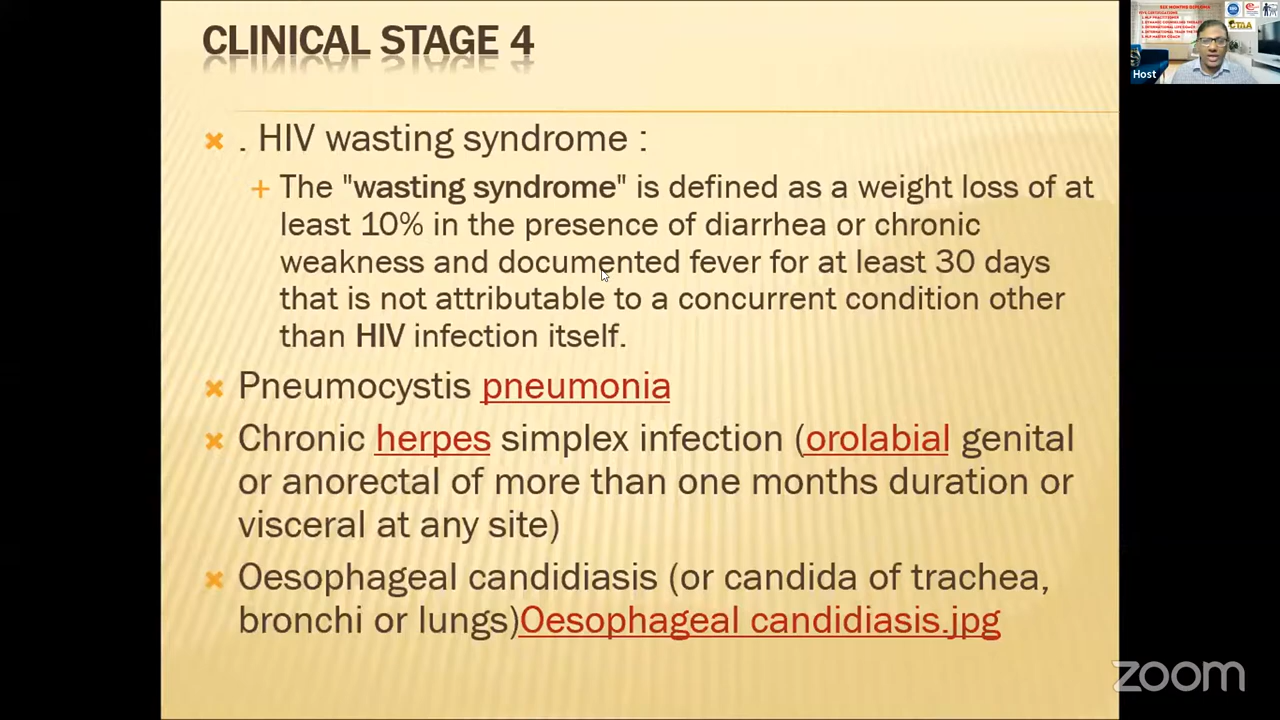 CLINICAL STAGE 4
. HIV wasting syndrome :
The "wasting syndrome" is defined as a weight loss of at
least 10% in the presence of diarrhea or chronic
weakness and documented fever for at least 30 days
that is not attributable to a concurrent condition other
than HIV infection itself.
Pneumocystis pneumonia
Chronic herpes simplex infection (orolabial genital
or anorectal of more than one months duration or
visceral at any site)
Oesophageal candidiasis (or candida of trachea,
bronchi or lungs)Oesophageal candidiasis.jpg
SIX MONTHS DIPLOMA
Host
zoom